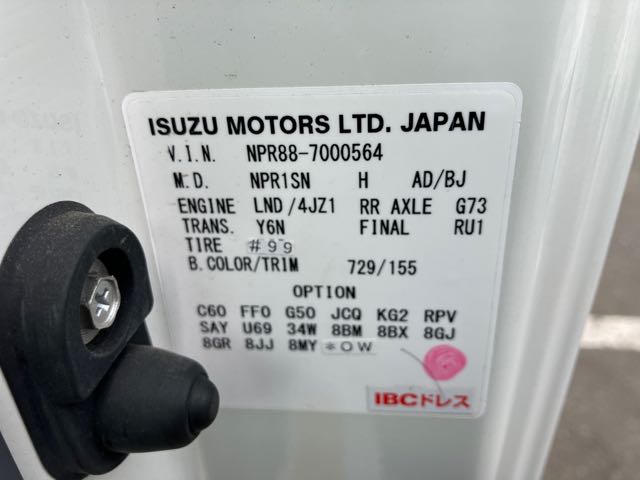 ISUZU MOTORS LTD. JAPAN
V.I.N. NPR88-7000564
M.D. NPR1SN H AD/BJ
ENGINE LND/4JZ1 RR AXLE G73
TRANS. Y6N FINAL RU1
TIRE #99
B.COLOR/TRIM 729/155
OPTION
C60 FF0 G50 JCQ KG2 RPV
SAY U69 34W 8BM 8BX 8GJ
8GR 8JJ 8MY *0W
IBCドレス